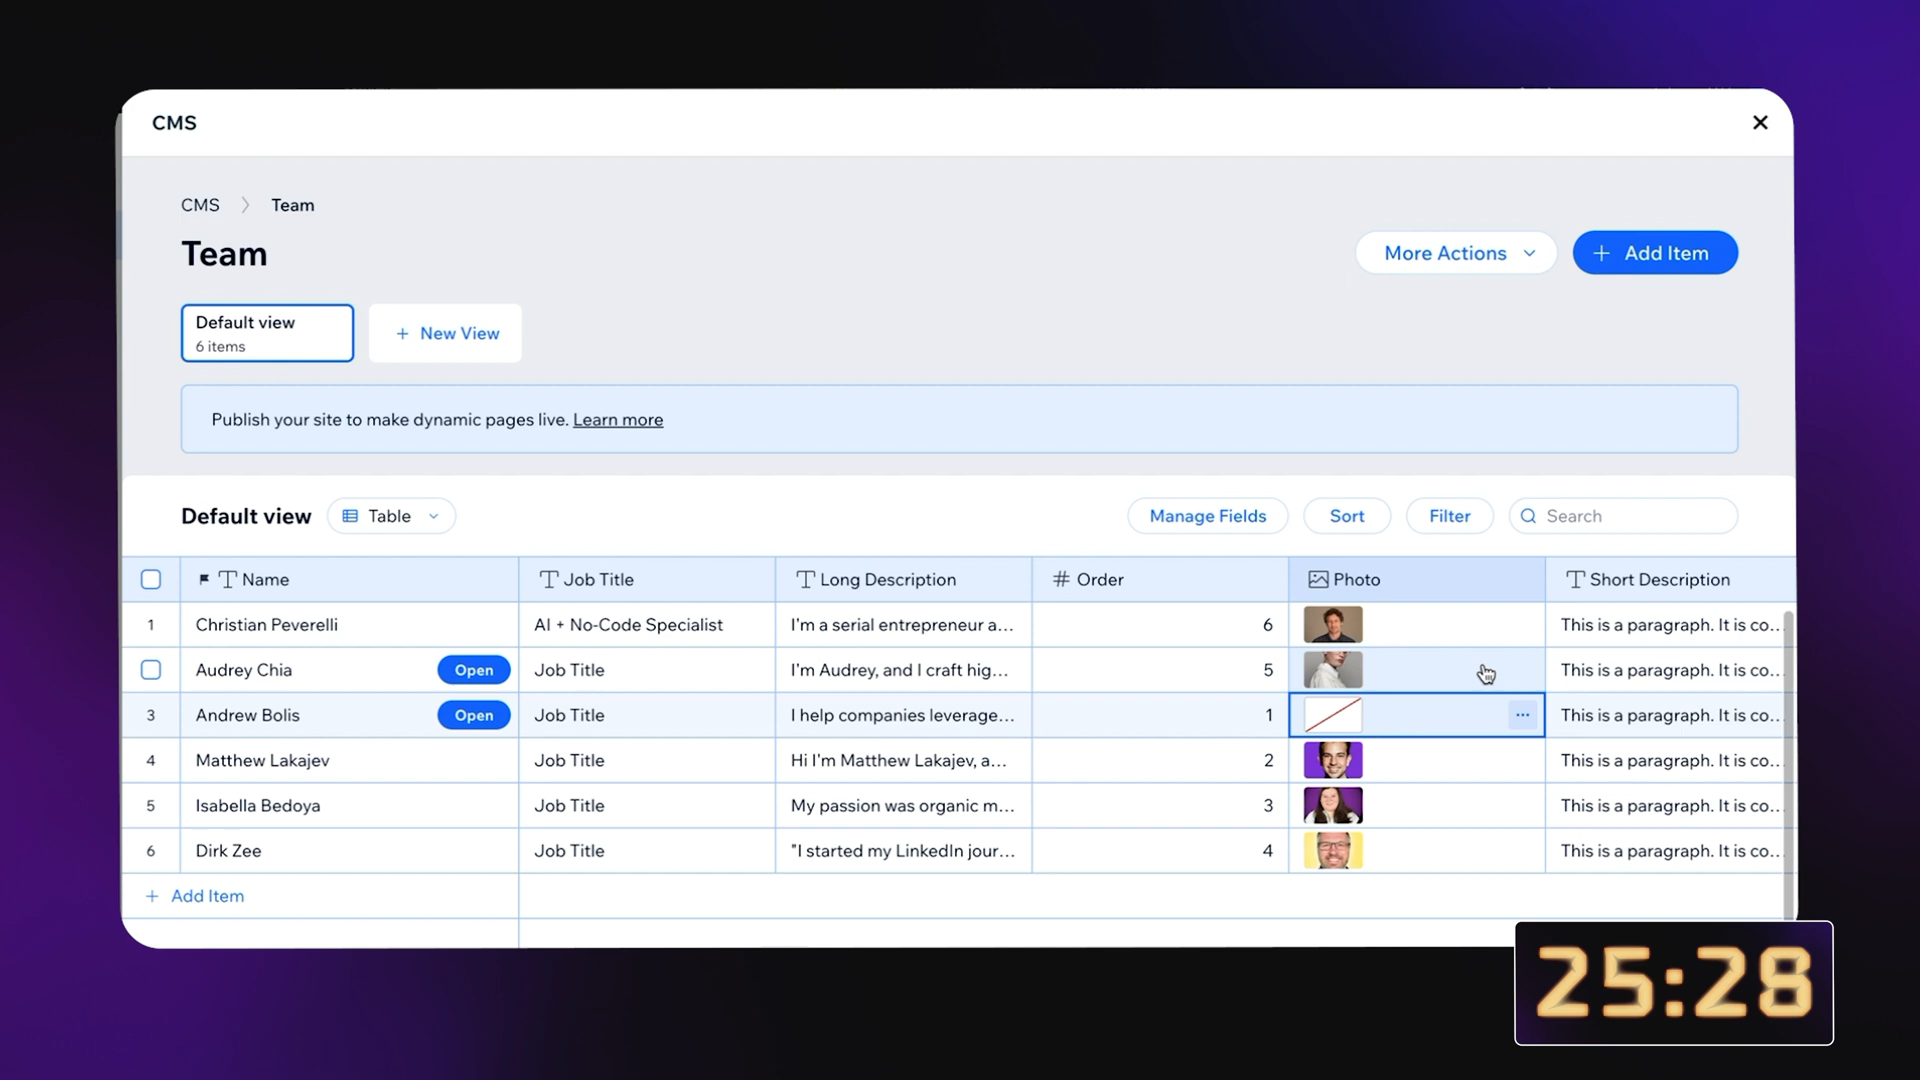 CMS
CMS Team
Team
More Actions
Add Item
Default view
6 items
New View
Publish your site to make dynamic pages live. Learn more
Default view
Table
Manage Fields
Sort
Filter
Search
Name Job Title Long Description # Order Photo Short Description
1 Christian Peverelli AI + No-Code Specialist I'm a serial entrepreneur a... 6 This is a paragraph. It is co...
Audrey Chia Open Job Title I'm Audrey, and I craft hig... 5 This is a paragraph. It is co...
3 Andrew Bolis Open Job Title I help companies leverage... 1 ... This is a paragraph. It is co...
4 Matthew Lakajev Job Title Hi I'm Matthew Lakajev, a... 2 This is a paragraph. It is co...
5 Isabella Bedoya Job Title My passion was organic m... 3 This is a paragraph. It is co...
6 Dirk Zee Job Title "I started my LinkedIn jour... 4 This is a paragraph. It is co...
+ Add Item
25:28